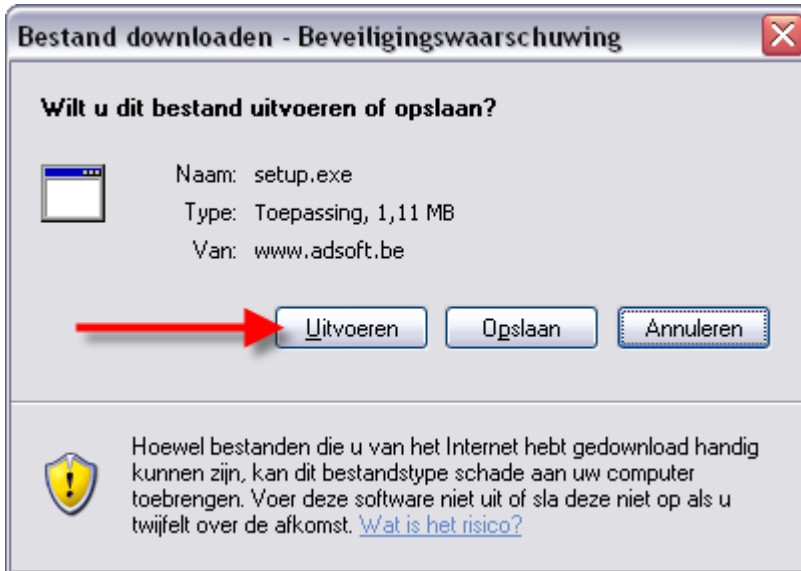 Bestand downloaden - Beveiligingswaarschuwing
Wilt u dit bestand uitvoeren of opslaan?
Naam: setup.exe
Type: Toepassing, 1,11 MB
Van: www.adsoft.be
Uitvoeren Opslaan Annuleren
Hoewel bestanden die u van het Internet hebt gedownload handig
kunnen zijn, kan dit bestandstype schade aan uw computer
toebrengen. Voer deze software niet uit of sla deze niet op als u
twijfelt over de afkomst. Wat is het risico?